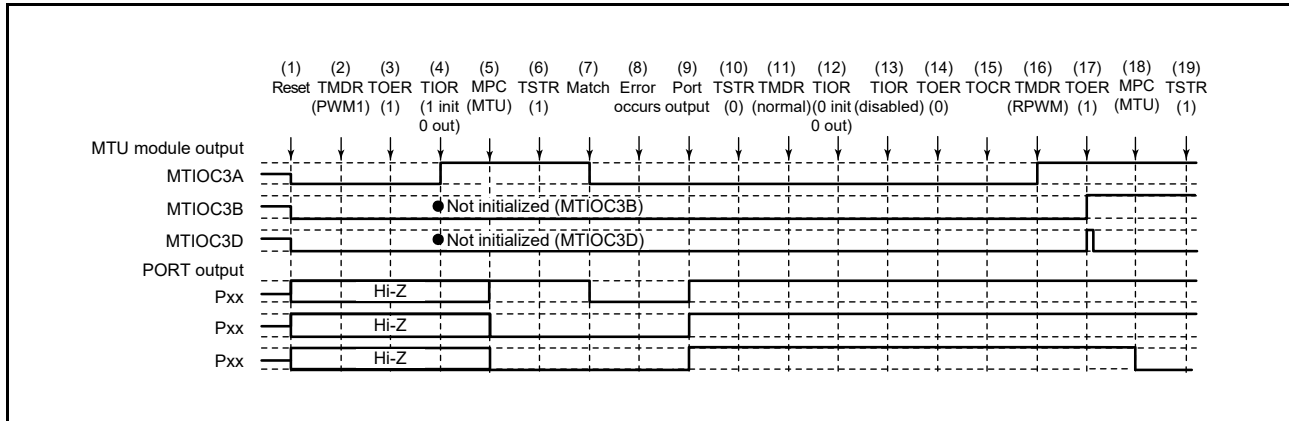 (1) (2) (3) (4) (5) (6) (7) (8) (9) (10) (11) (12) (13) (14) (15) (16) (17) (18) (19)
Reset TMDR TOER TIOR MPC TSTR Match Error Port TSTR TMDR TIOR TIOR TOER TOCR TMDR TOER MPC TSTR
(PWM1) (1) (1 init (MTU) (1) occurs output (0) (normal) (0 init (disabled) (0) (RPWM) (1) (MTU) (1)
0 out) 0 out)
MTU module output
MTIOC3A
MTIOC3B ●Not initialized (MTIOC3B)
MTIOC3D ●Not initialized (MTIOC3D)
PORT output
Pxx Hi-Z
Pxx Hi-Z
Pxx Hi-Z